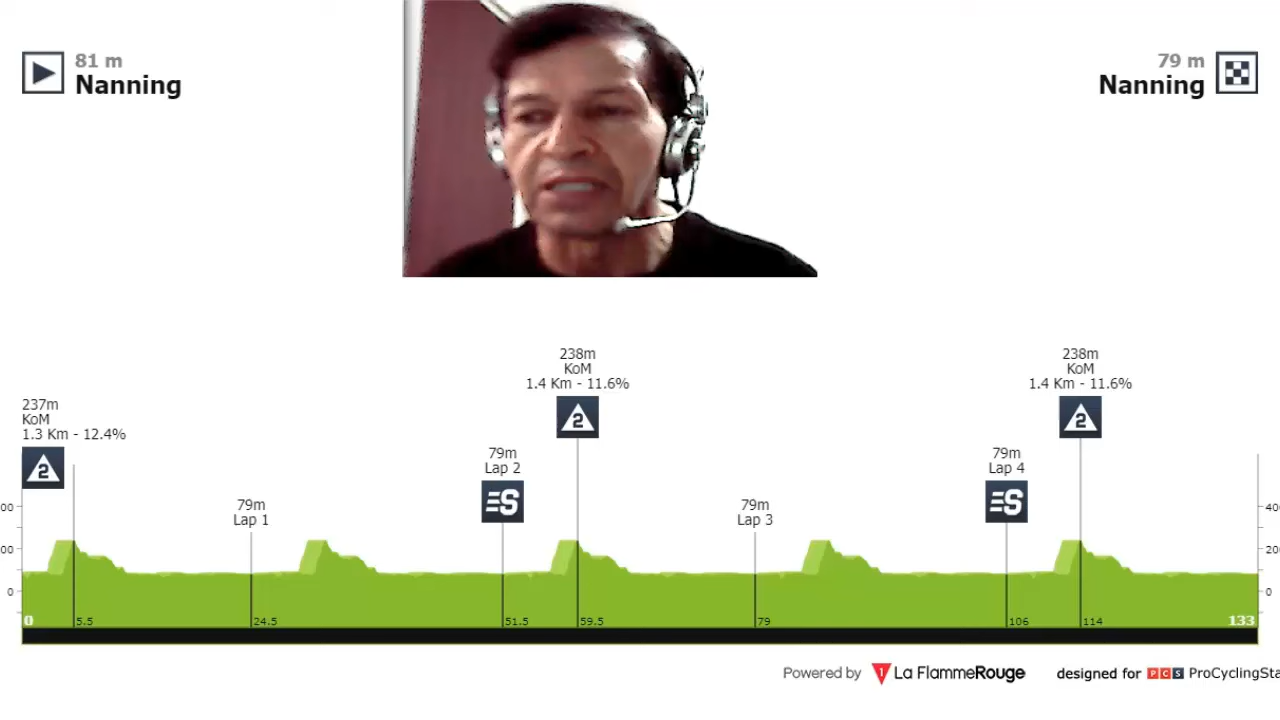 81 m
Nanning
79 m
Nanning
238m
KoM
1.4 Km - 11.6%
2
238m
KoM
1.4 Km - 11.6%
2
237m
KoM
1.3 Km - 12.4%
2
79m
Lap 2
S
79m
Lap 4
S
79m
Lap 1
79m
Lap 3
00
00
0
400
200
0
0
5.5
24.5
51.5
59.5
79
106
114
133
Powered by La FlammeRouge
1
designed for PCS ProCyclingSta